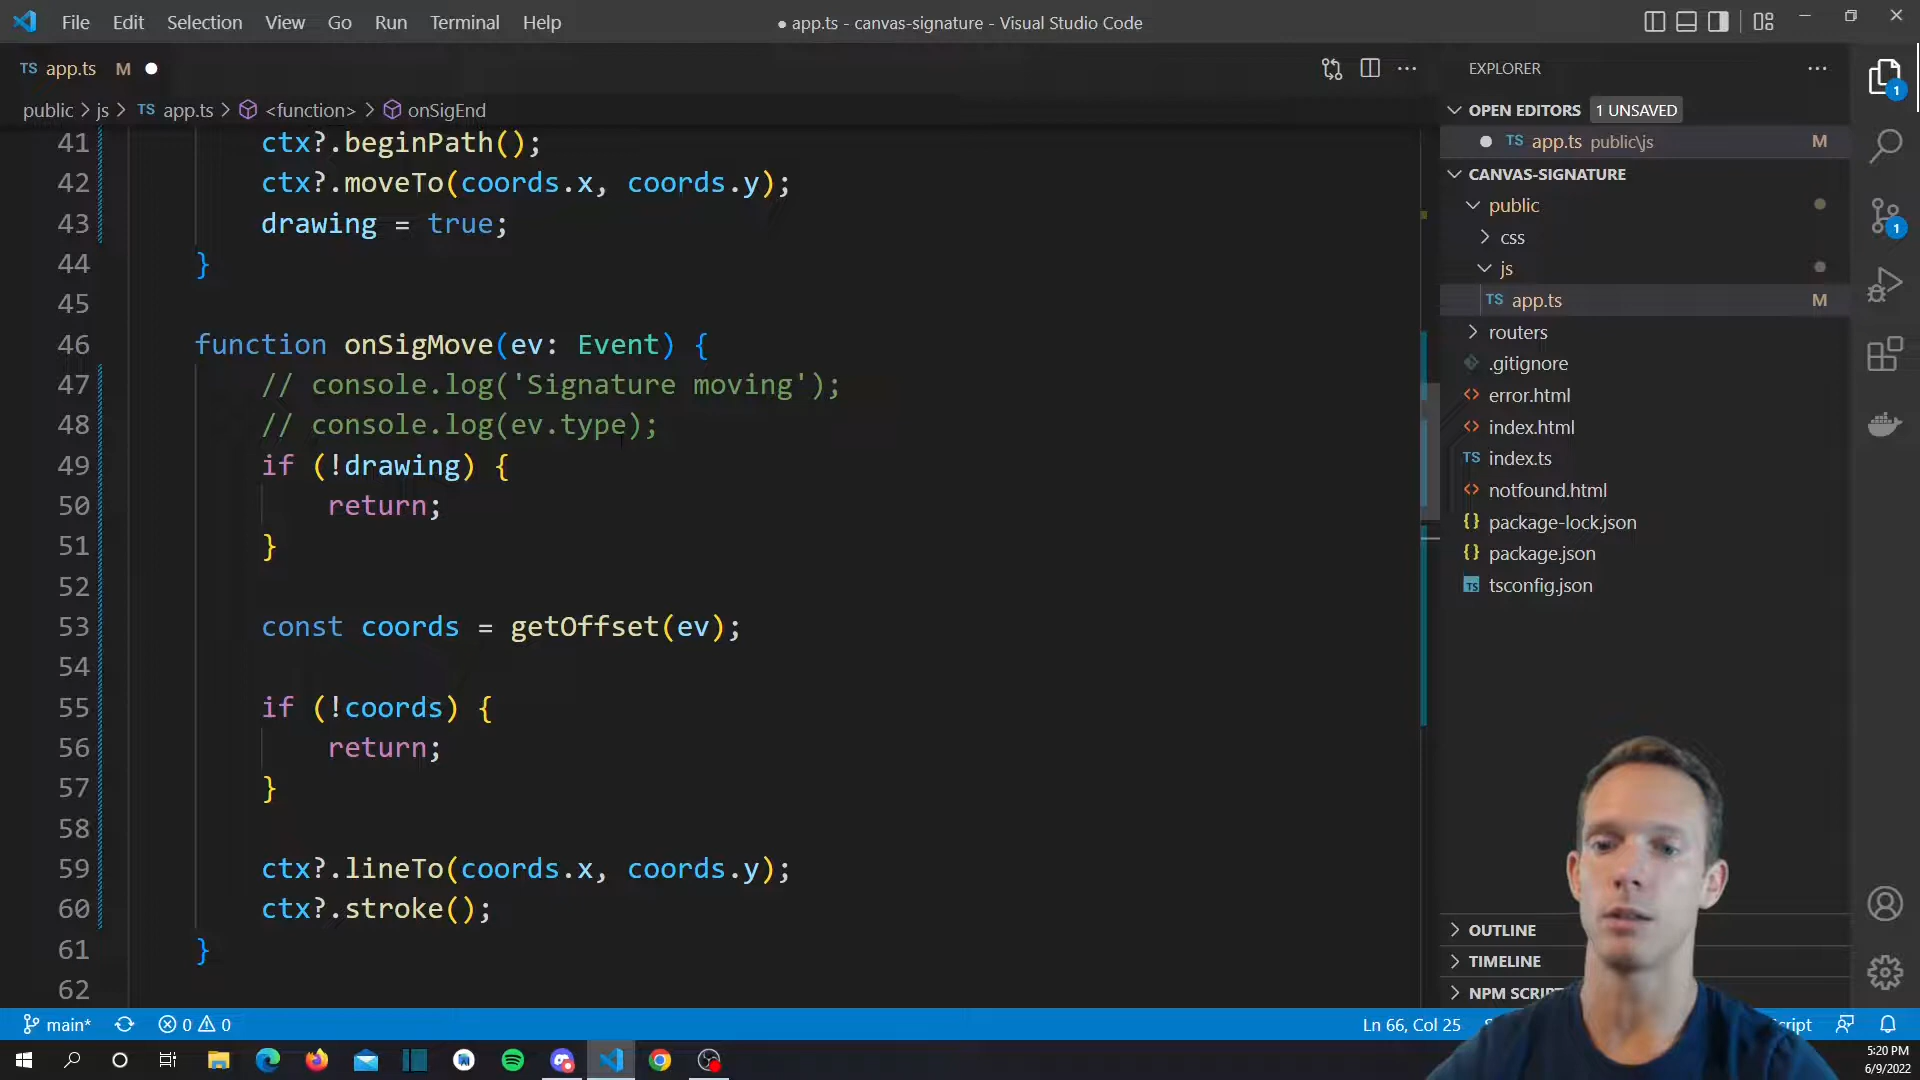 File Edit Selection View Go Run Terminal Help
● app.ts - canvas-signature - Visual Studio Code
TS app.ts M
public > js > TS app.ts > <function> > onSigEnd
41 ctx?.beginPath();
42 ctx?.moveTo(coords.x, coords.y);
43 drawing = true;
44 }
45
46 function onSigMove(ev: Event) {
47 // console.log('Signature moving');
48 // console.log(ev.type);
49 if (!drawing) {
50 return;
51 }
52
53 const coords = getOffset(ev);
54
55 if (!coords) {
56 return;
57 }
58
59 ctx?.lineTo(coords.x, coords.y);
60 ctx?.stroke();
61 }
62
EXPLORER
OPEN EDITORS 1 UNSAVED
TS app.ts public\js M
CANVAS-SIGNATURE
public
css
js
TS app.ts M
routers
.gitignore
error.html
index.html
TS index.ts
notfound.html
{} package-lock.json
{} package.json
TS tsconfig.json
OUTLINE
TIMELINE
NPM SCRIPT
1
1
main*
0 0
Ln 66, Col 25
cript
5:20 PM
6/9/2022